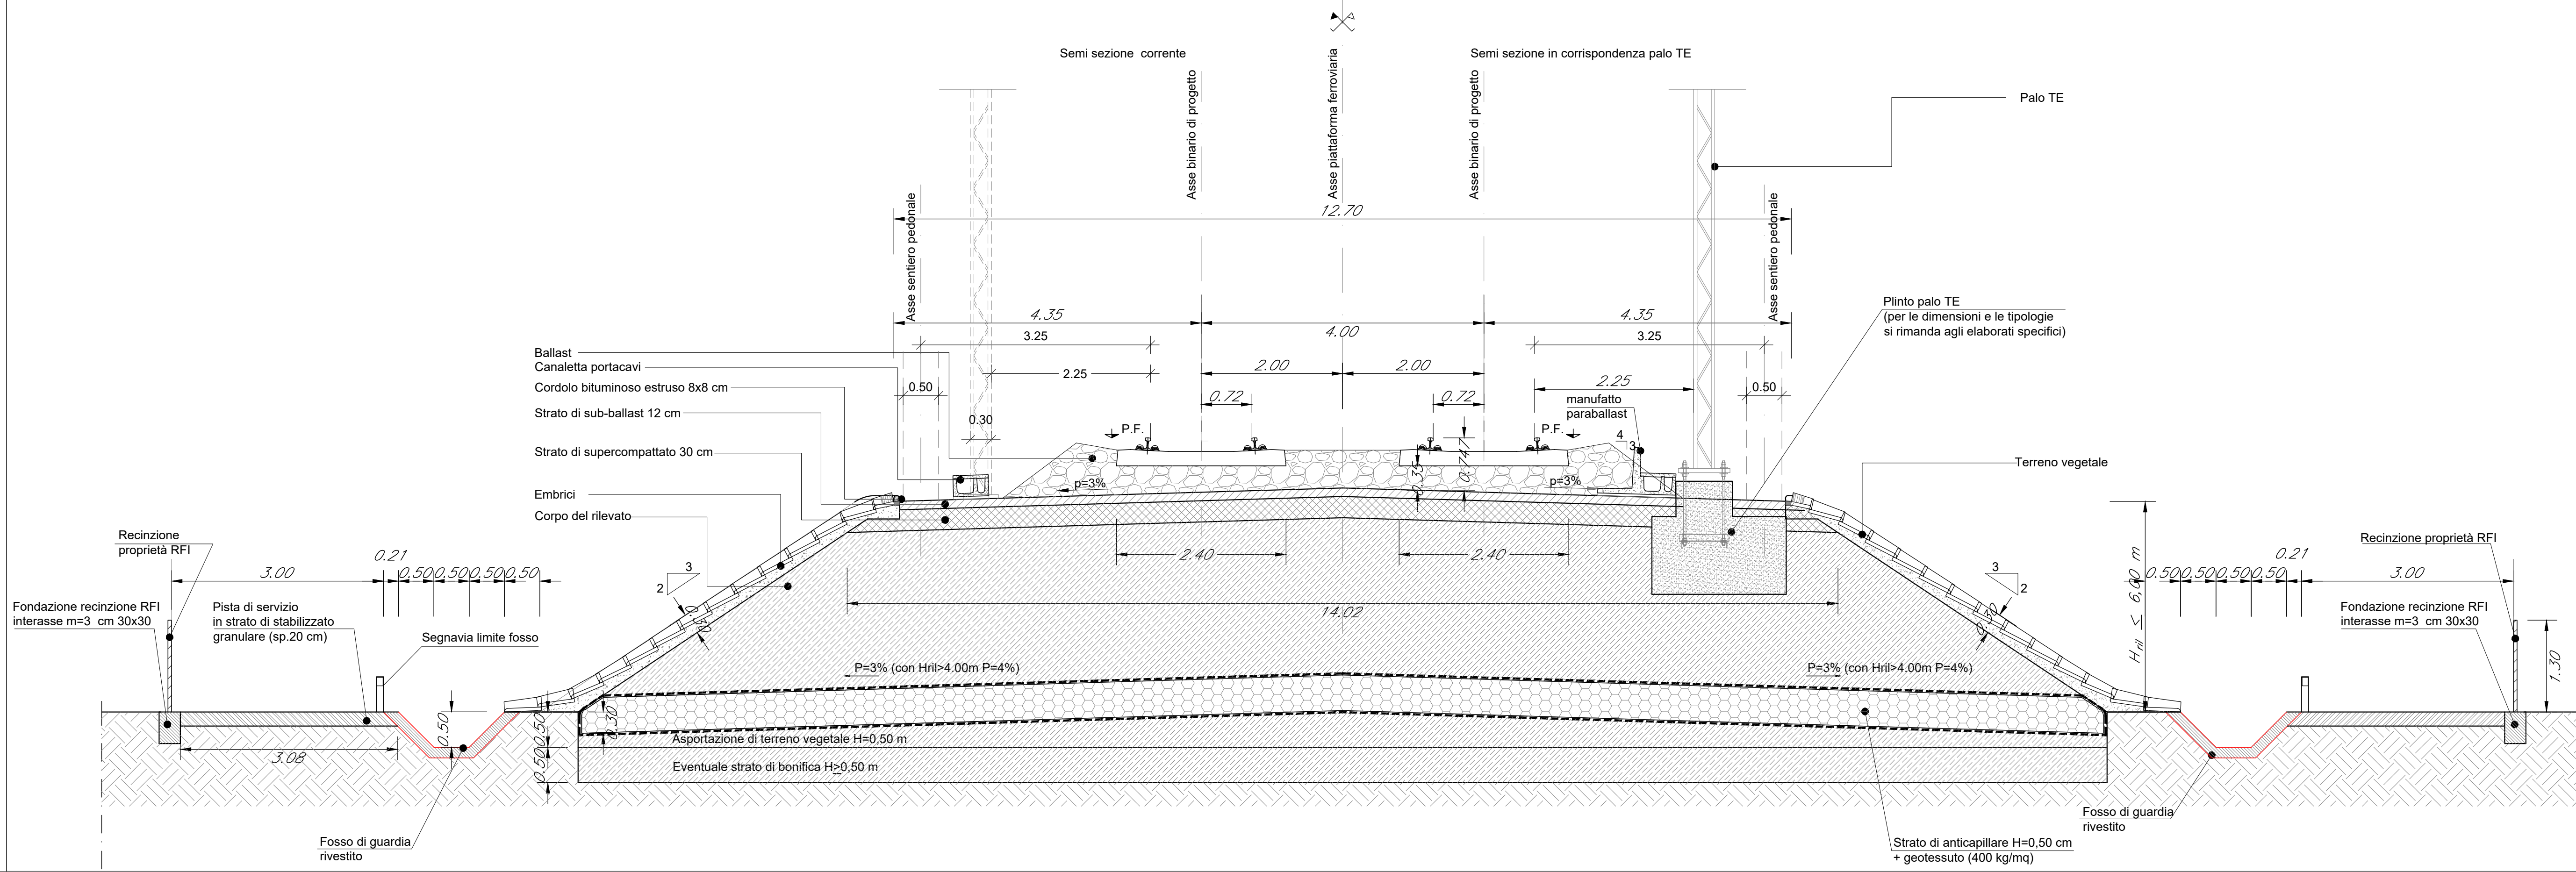 Semi sezione  corrente
Semi sezione in corrispondenza palo TE
Asse binario di progetto
Asse piattaforma ferroviaria
Asse binario di progetto
Palo TE
Asse sentiero pedonale
Asse sentiero pedonale
12.70
4.35
4.00
4.35
3.25
3.25
2.00
2.00
2.25
2.25
0.50
0.50
0.72
0.72
0.30
Plinto palo TE
(per le dimensioni e le tipologie
si rimanda agli elaborati specifici)
Ballast
Canaletta portacavi
Cordolo bituminoso estruso 8x8 cm
Strato di sub-ballast 12 cm
Strato di supercompattato 30 cm
Embrici
Corpo del rilevato
manufatto
paraballast
P.F.
P.F.
4
3
0.35
0.747
p=3%
p=3%
Terreno vegetale
2.40
2.40
14.02
Recinzione
proprietà RFI
0.21
3.00
0.50
0.50
0.50
0.50
Fondazione recinzione RFI
interasse m=3  cm 30x30
Pista di servizio
in strato di stabilizzato
granulare (sp.20 cm)
Segnavia limite fosso
3
2
0.30
3
2
0.30
H ril ≤ 6,00 m
0.50
0.50
0.50
0.50
0.21
3.00
Recinzione proprietà RFI
Fondazione recinzione RFI
interasse m=3  cm 30x30
1.30
P=3% (con Hril>4.00m P=4%)
P=3% (con Hril>4.00m P=4%)
0.50
0.50
0.30
0.50
3.08
Asportazione di terreno vegetale H=0,50 m
Eventuale strato di bonifica H≥0,50 m
Fosso di guardia
rivestito
Fosso di guardia
rivestito
Strato di anticapillare H=0,50 cm
+ geotessuto (400 kg/mq)